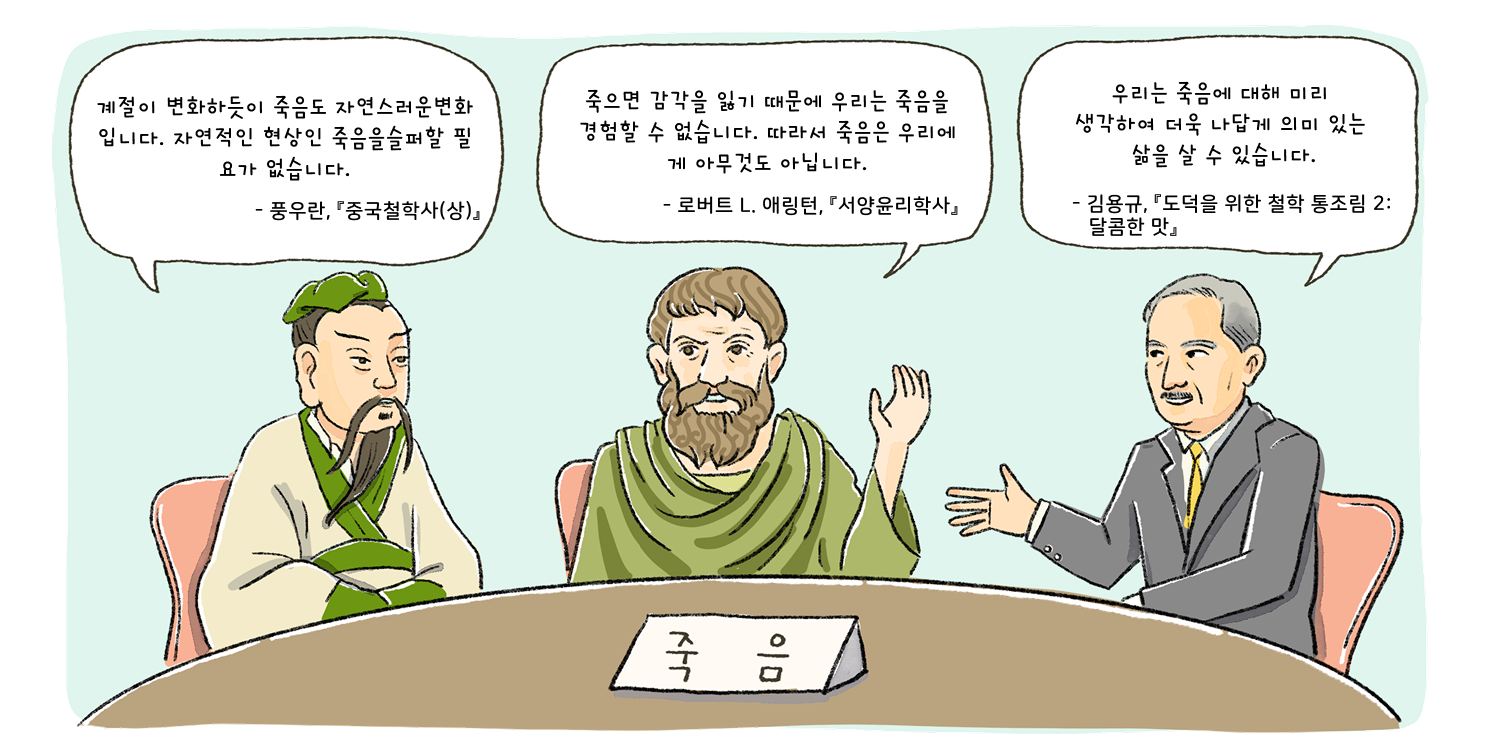 계절이 변화하듯이 죽음도 자연스러운변화
입니다. 자연적인 현상인 죽음을슬퍼할 필
요가 없습니다.
- 풍우란, 『중국철학사(상)』
죽으면 감각을 잃기 때문에 우리는 죽음을
경험할 수 없습니다. 따라서 죽음은 우리에
게 아무것도 아닙니다.
- 로버트 L. 애링턴, 『서양윤리학사』
우리는 죽음에 대해 미리
생각하여 더욱 나답게 의미 있는
삶을 살 수 있습니다.
- 김용규, 『도덕을 위한 철학 통조림 2:
달콤한 맛』
죽 음